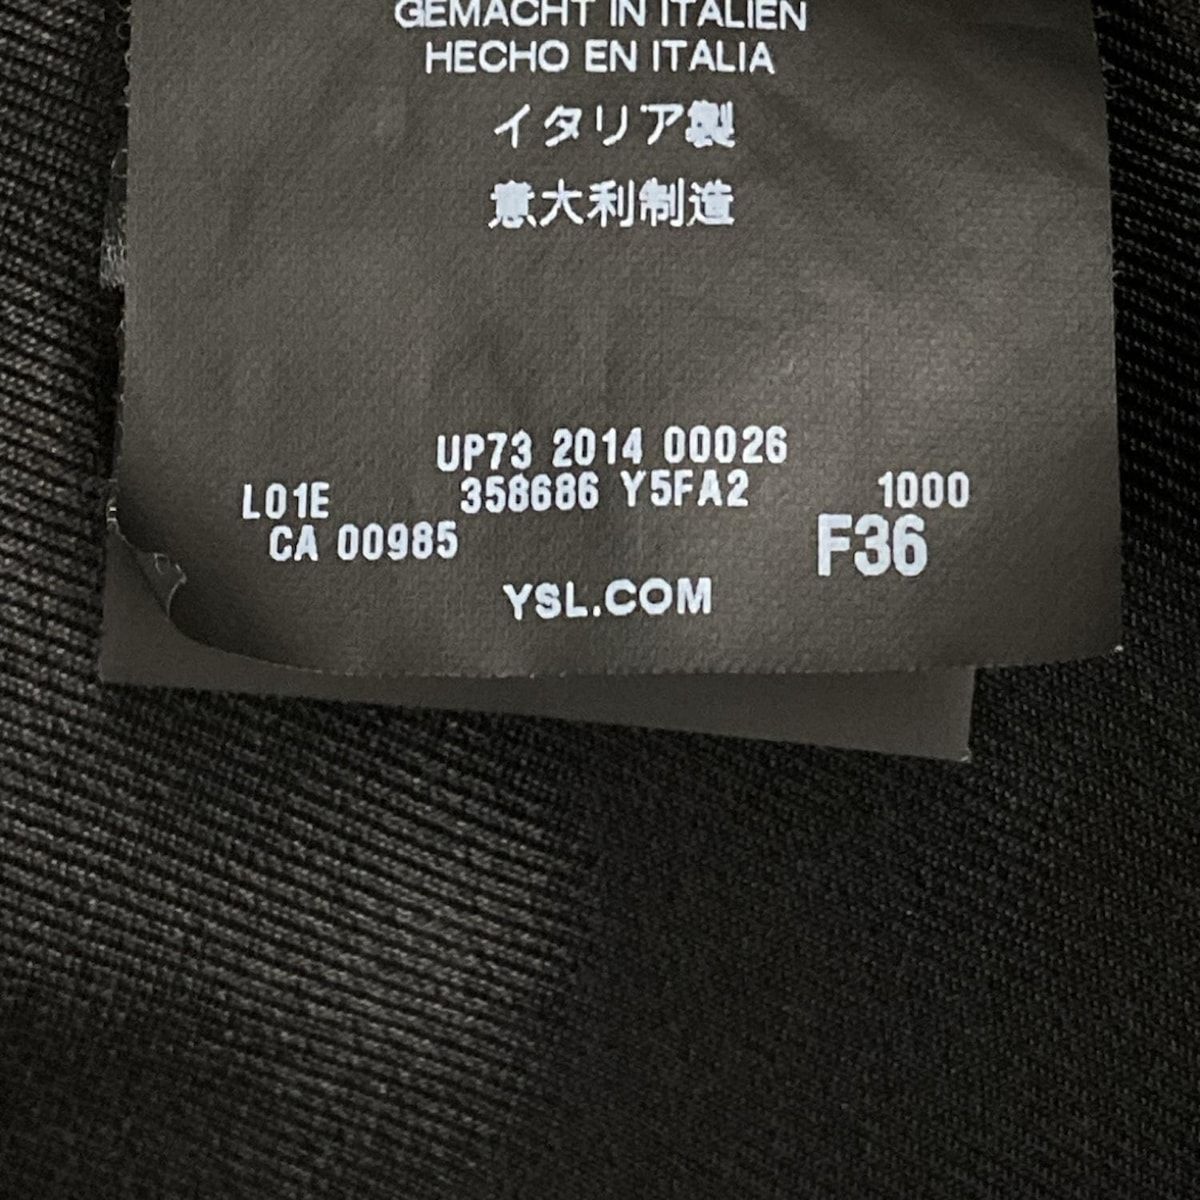 GEMACHT IN ITALIEN
HECHO EN ITALIA
イタリア製
意大利制造
UP73 2014 00026
L01E 358686 Y5FA2 1000
CA 00985 F36
YSL.COM